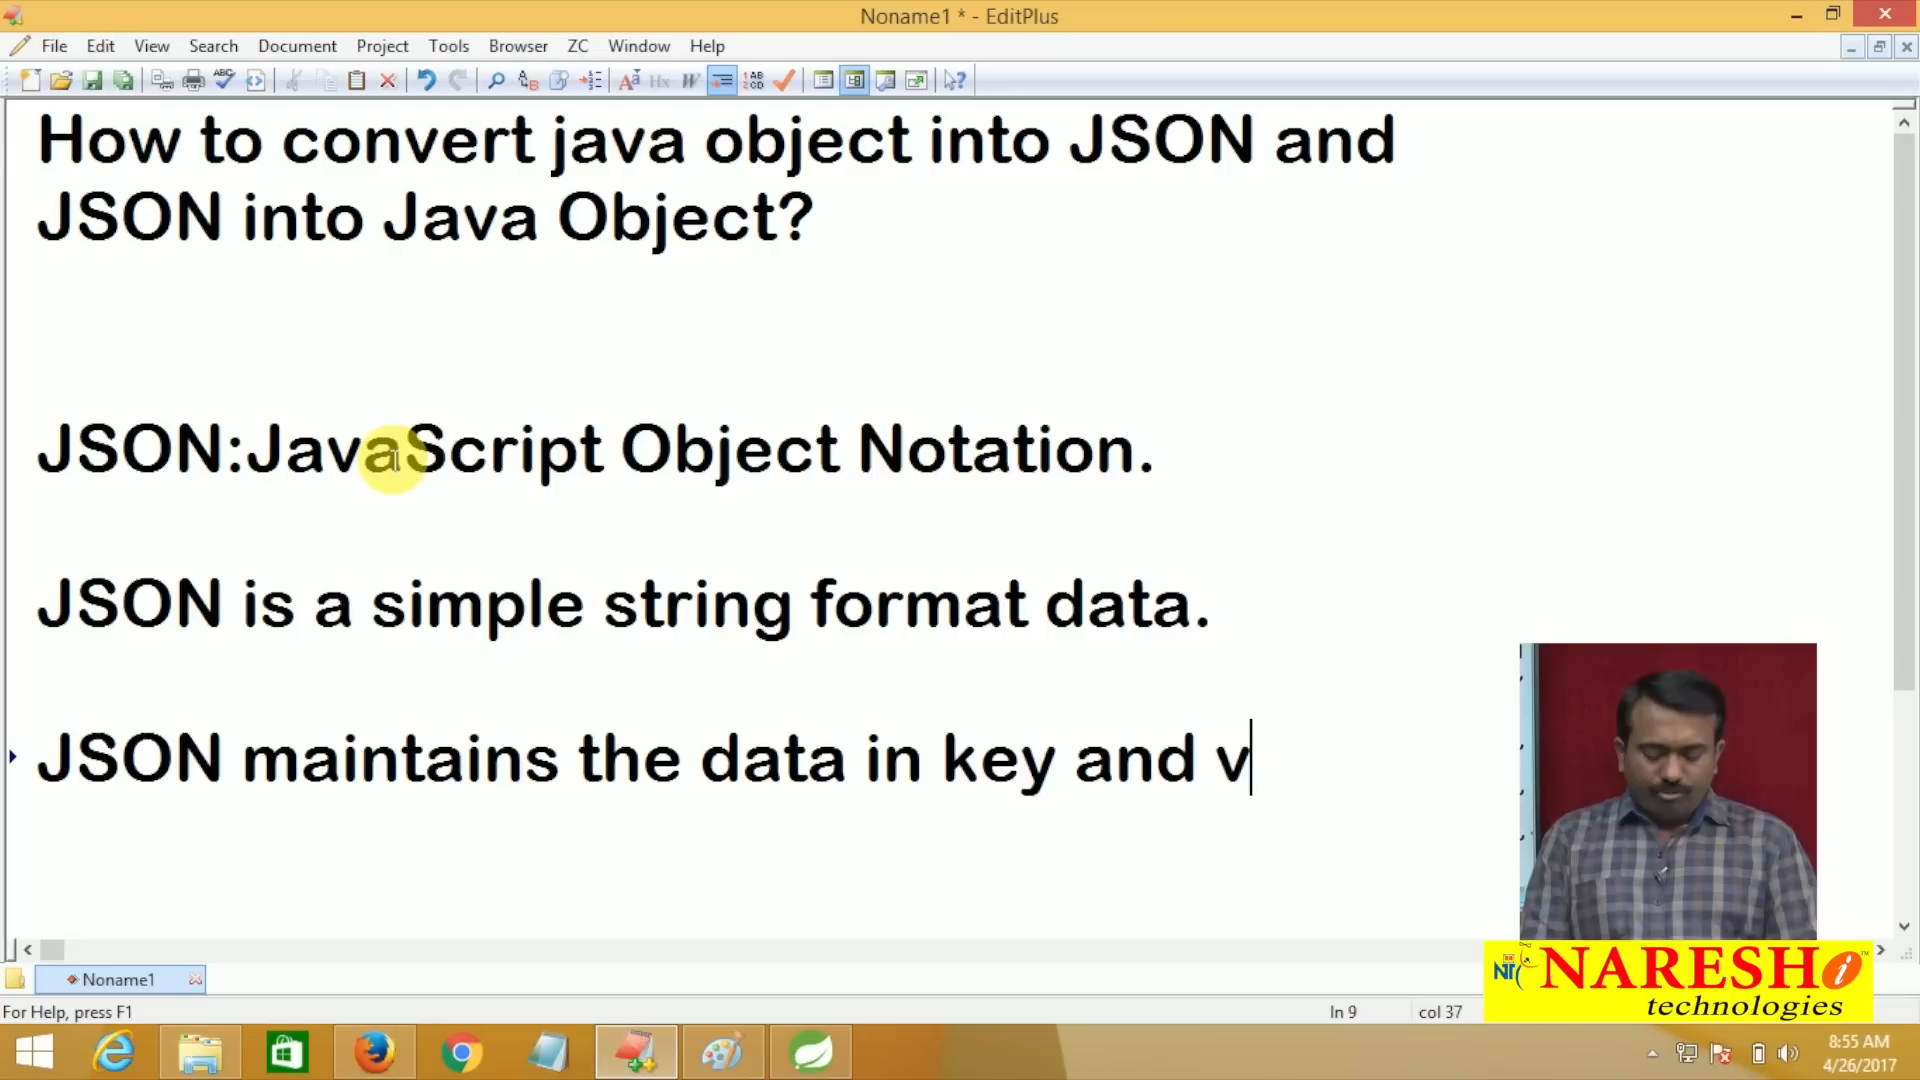 Noname1 * - EditPlus
File Edit View Search Document Project Tools Browser ZC Window Help
How to convert java object into JSON and
JSON into Java Object?
JSON:JavaScript Object Notation.
JSON is a simple string format data.
JSON maintains the data in key and v
Noname1
For Help, press F1
ln 9
col 37
NARESH i
technologies
8:55 AM
4/26/2017